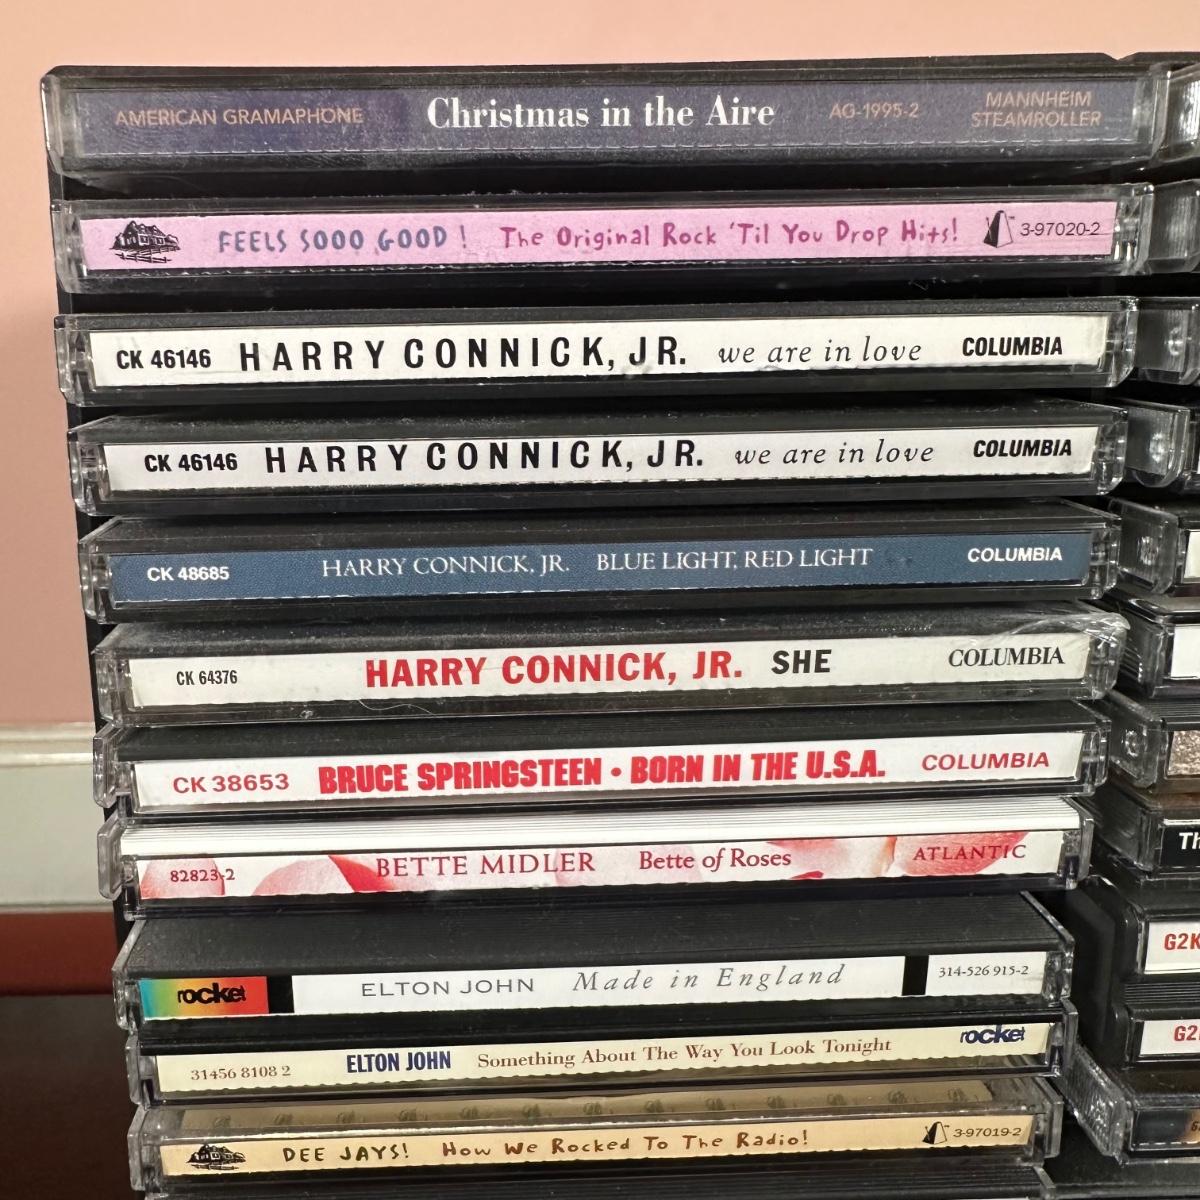 AMERICAN GRAMAPHONE Christmas in the Aire AG-1995-2 MANNHEIM
STEAMROLLER
FEELS SOOO GOOD! The Original Rock 'Til You Drop Hits! 3-97020-2
CK 46146 HARRY CONNICK, JR. we are in love COLUMBIA
CK 46146 HARRY CONNICK, JR. we are in love COLUMBIA
CK 48685 HARRY CONNICK, JR. BLUE LIGHT, RED LIGHT COLUMBIA
CK 64376 HARRY CONNICK, JR. SHE COLUMBIA
CK 38653 BRUCE SPRINGSTEEN • BORN IN THE U.S.A. COLUMBIA
82823-2 BETTE MIDLER Bette of Roses ATLANTIC
rocket ELTON JOHN Made in England 314-526 915-2
31456 8108 2 ELTON JOHN Something About The Way You Look Tonight rocket
DEE JAYS! How We Rocked To The Radio! 3-97019-2
Th
G2K
G2